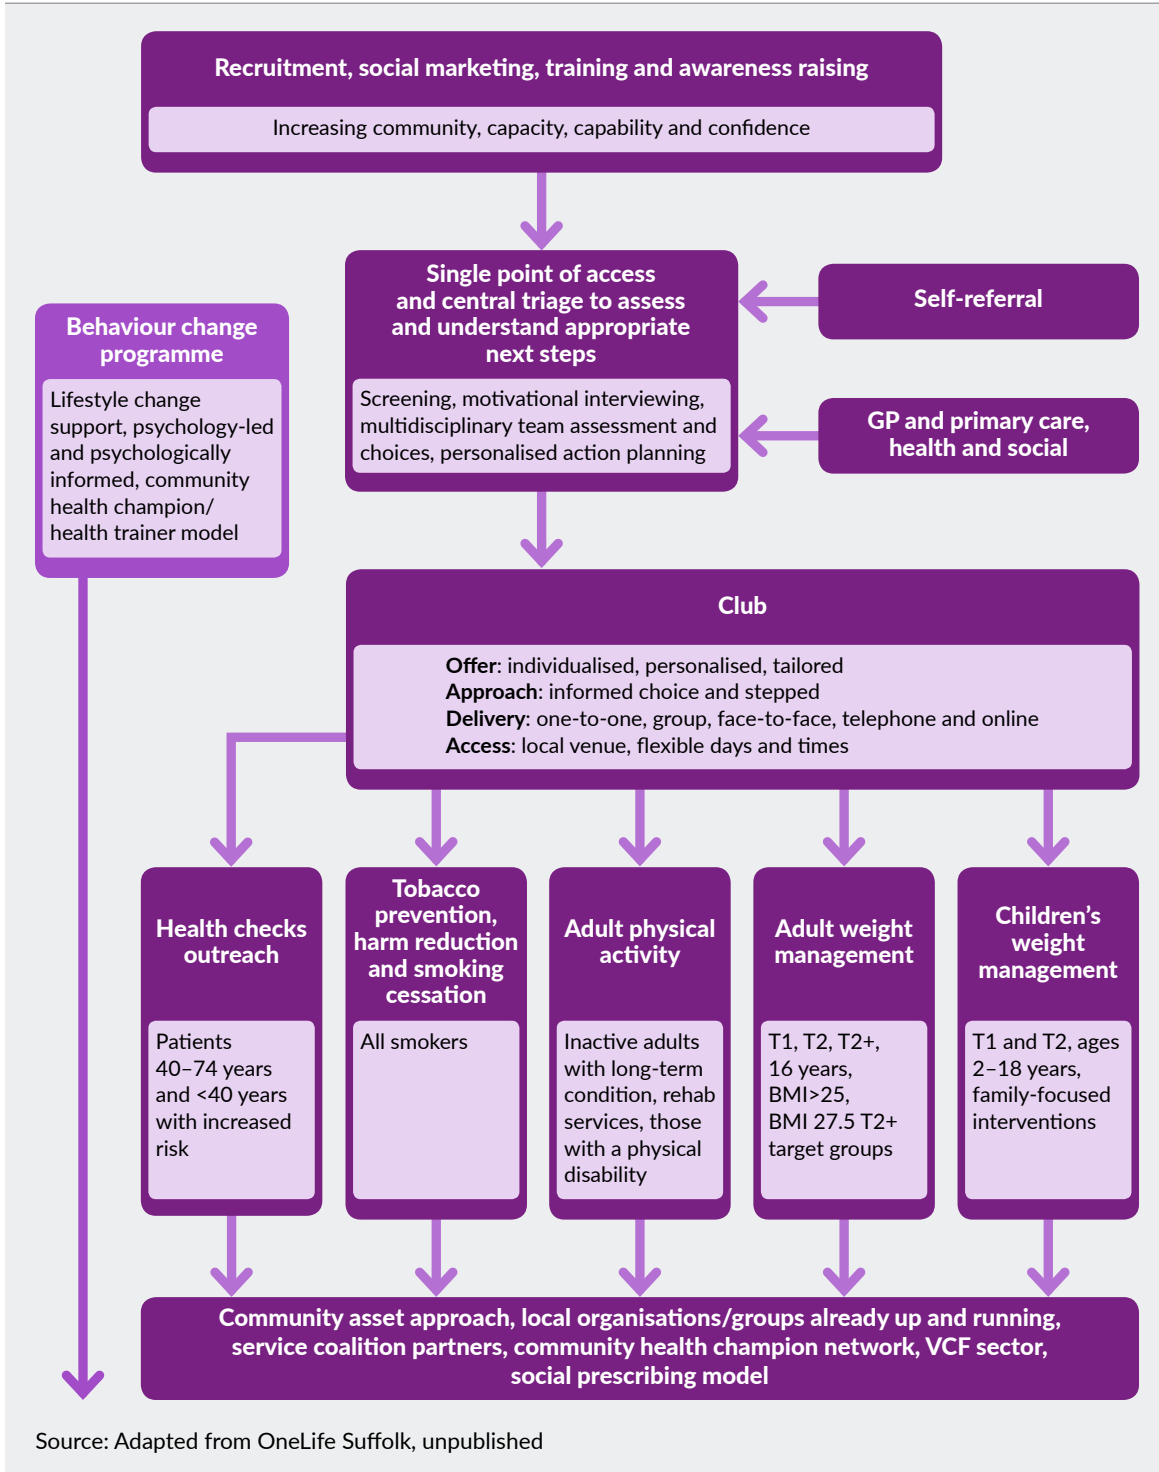 Recruitment, social marketing, training and awareness raising
Increasing community, capacity, capability and confidence
Single point of access
and central triage to assess
and understand appropriate
next steps
Screening, motivational interviewing,
multidisciplinary team assessment and
choices, personalised action planning
Self-referral
GP and primary care,
health and social
Behaviour change
programme
Lifestyle change
support, psychology-led
and psychologically
informed, community
health champion/
health trainer model
Club
Offer: individualised, personalised, tailored
Approach: informed choice and stepped
Delivery: one-to-one, group, face-to-face, telephone and online
Access: local venue, flexible days and times
Health checks
outreach
Patients
40–74 years
and <40 years
with increased
risk
Tobacco
prevention,
harm reduction
and smoking
cessation
All smokers
Adult physical
activity
Inactive adults
with long-term
condition, rehab
services, those
with a physical
disability
Adult weight
management
T1, T2, T2+,
16 years,
BMI>25,
BMI 27.5 T2+
target groups
Children's
weight
management
T1 and T2, ages
2–18 years,
family-focused
interventions
Community asset approach, local organisations/groups already up and running,
service coalition partners, community health champion network, VCF sector,
social prescribing model
Source: Adapted from OneLife Suffolk, unpublished